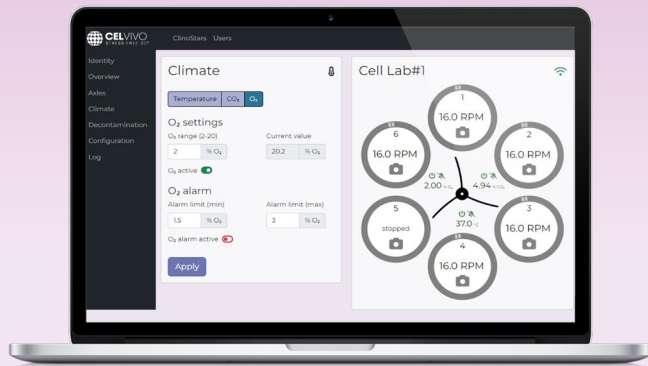 CELVIVO
STRESS-FREE 3D™
ClinoStars Users
Identity
Overview
Axles
Climate
Decontamination
Configuration
Log
Climate
Temperature CO₂ O₂
O₂ settings
O₂ range (2-20) Current value
2 % O₂ 20.2 % O₂
O₂ active
O₂ alarm
Alarm limit (min) Alarm limit (max)
1.5 % O₂ 3 % O₂
O₂ alarm active
Apply
Cell Lab#1
1
16.0 RPM
6
16.0 RPM
2
16.0 RPM
2.00 % O₂
4.94 % CO₂
5
stopped
37.0 °C
3
16.0 RPM
4
16.0 RPM